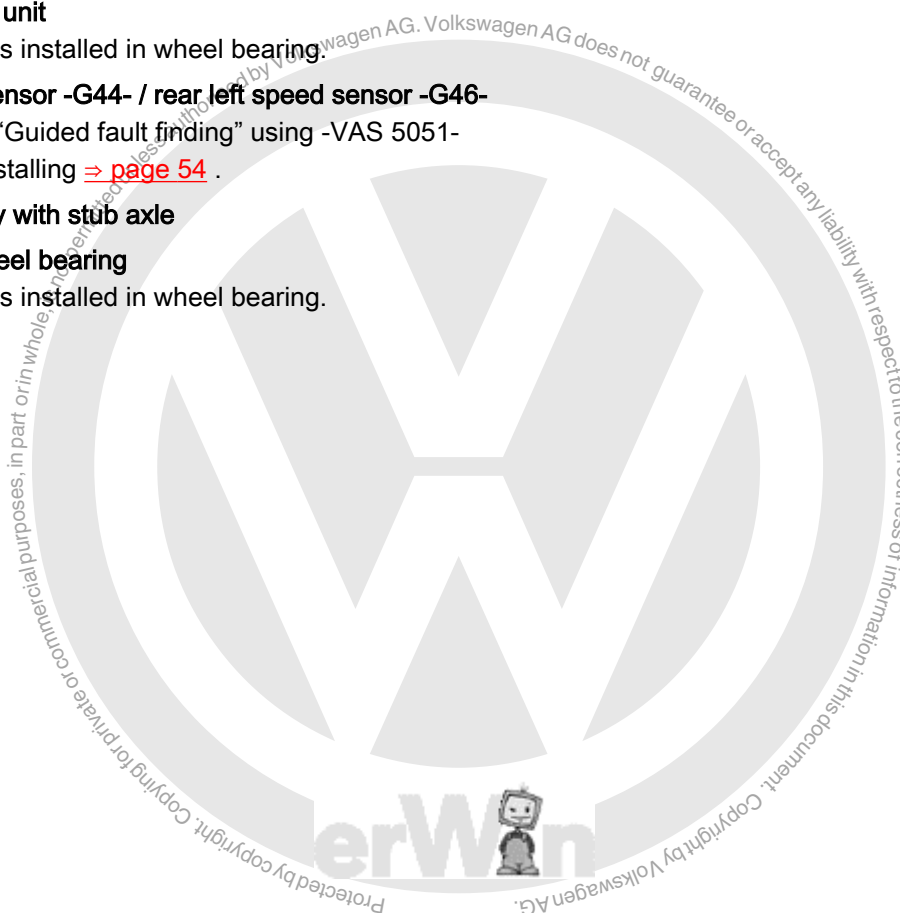 unit
s installed in wheel bearing.
ensor -G44- / rear left speed sensor -G46-
“Guided fault finding” using -VAS 5051-
stalling ⇒ page 54 .
y with stub axle
eel bearing
s installed in wheel bearing.
Protected by copyright. Copying for private or commercial purposes, in part or in whole, is not permitted unless authorised by Volkswagen AG. Volkswagen AG does not guarantee or accept any liability with respect to the correctness of information in this document. Copyright by Volkswagen AG.
erWin